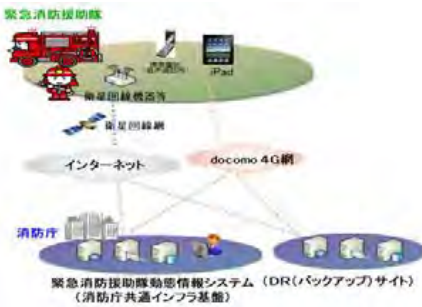 緊急消防援助隊
iPad
衛星回線機器等
衛星回線網
インターネット
docomo 4G網
消防庁
緊急消防援助隊動態情報システム
（消防庁共通インフラ基盤）
（DR（バックアップ）サイト）